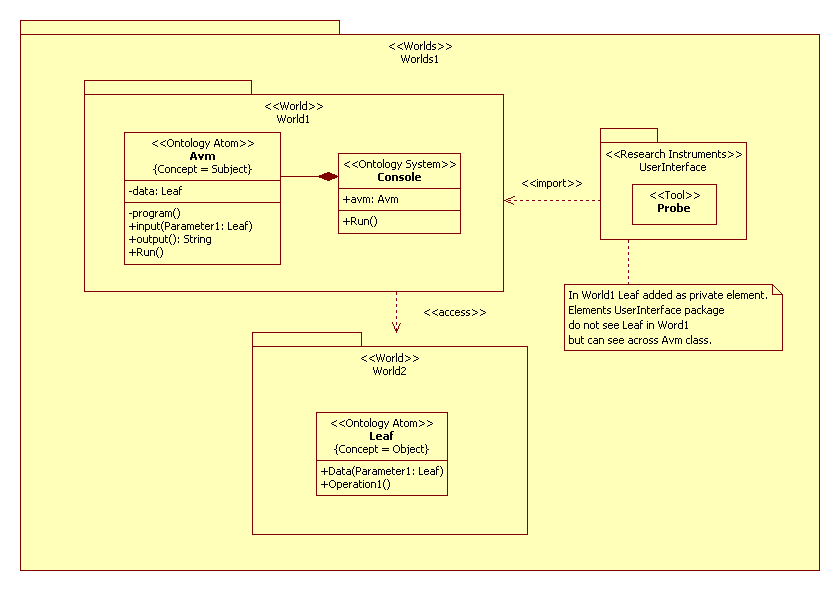 <<Worlds>>
Worlds1
<<World>>
World1
<<Ontology Atom>>
Avm
{Concept = Subject}
-data: Leaf
-program()
+input(Parameter1: Leaf)
+output(): String
+Run()
<<Ontology System>>
Console
+avm: Avm
+Run()
<<import>>
<<Research Instruments>>
UserInterface
<<Tool>>
Probe
In World1 Leaf added as private element.
Elements UserInterface package
do not see Leaf in Word1
but can see across Avm class.
<<access>>
<<World>>
World2
<<Ontology Atom>>
Leaf
{Concept = Object}
+Data(Parameter1: Leaf)
+Operation1()